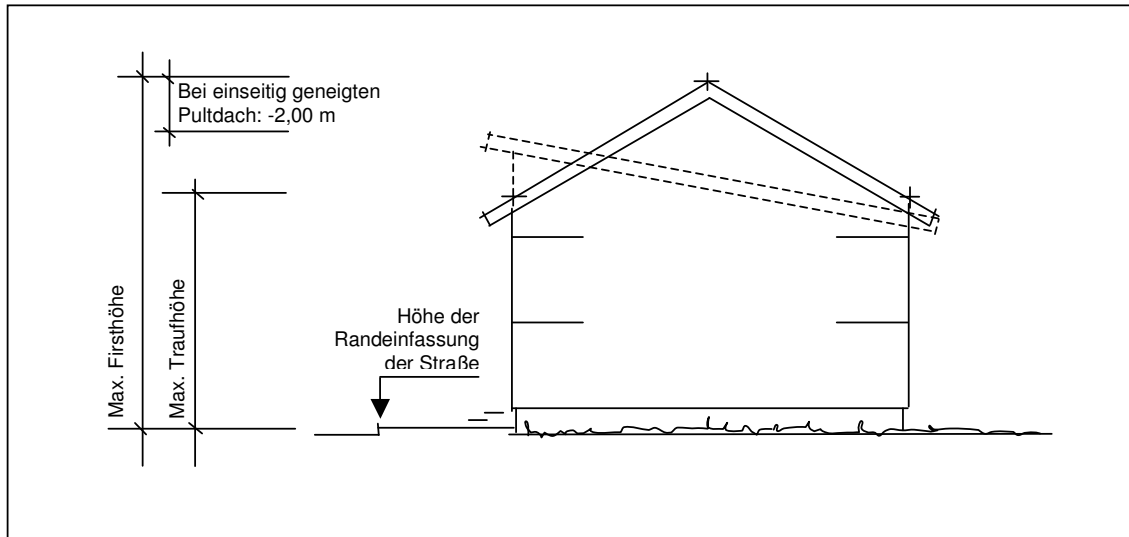 Bei einseitig geneigten
Pultdach: -2,00 m
Max. Firsthöhe
Max. Traufhöhe
Höhe der
Randeinfassung
der Straße